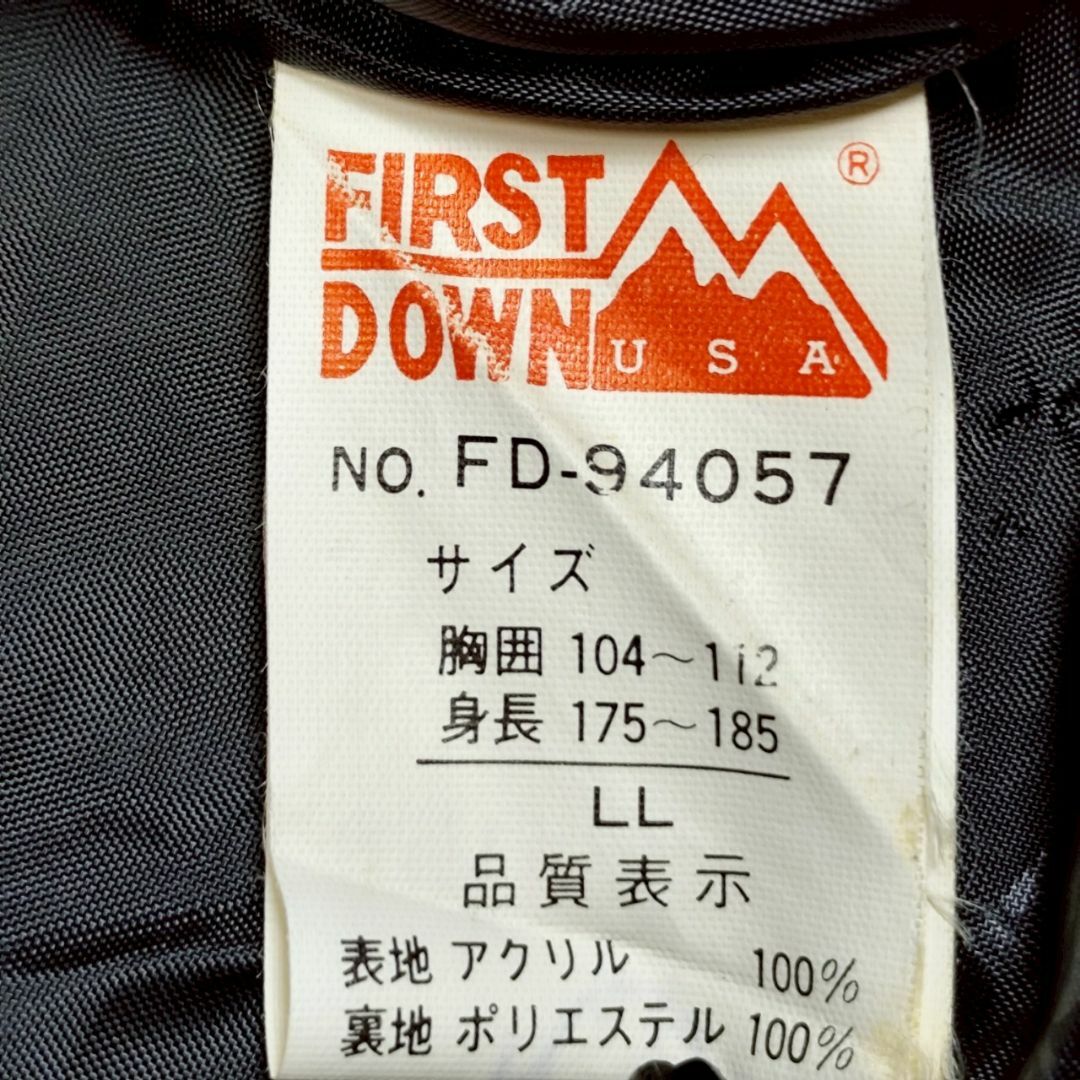 FIRST
DOWN USA
®
NO. FD-94057
サイズ
胸囲 104〜112
身長 175〜185
LL
品質表示
表地 アクリル 100%
裏地 ポリエステル 100%